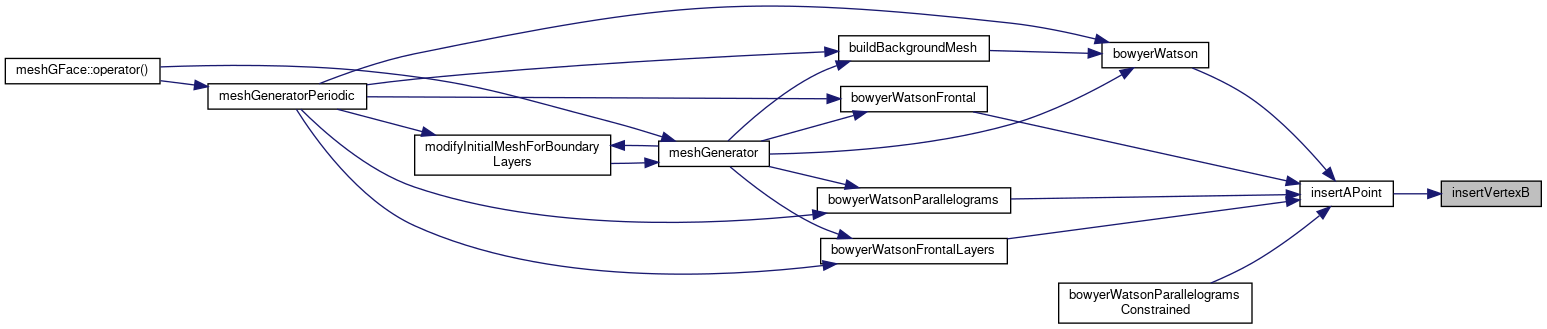 meshGFace::operator()
meshGeneratorPeriodic
modifyInitialMeshForBoundary
Layers
meshGenerator
buildBackgroundMesh
bowyerWatsonFrontal
bowyerWatsonParallelograms
bowyerWatsonFrontalLayers
bowyerWatson
bowyerWatsonParallelograms
Constrained
insertAPoint
insertVertexB